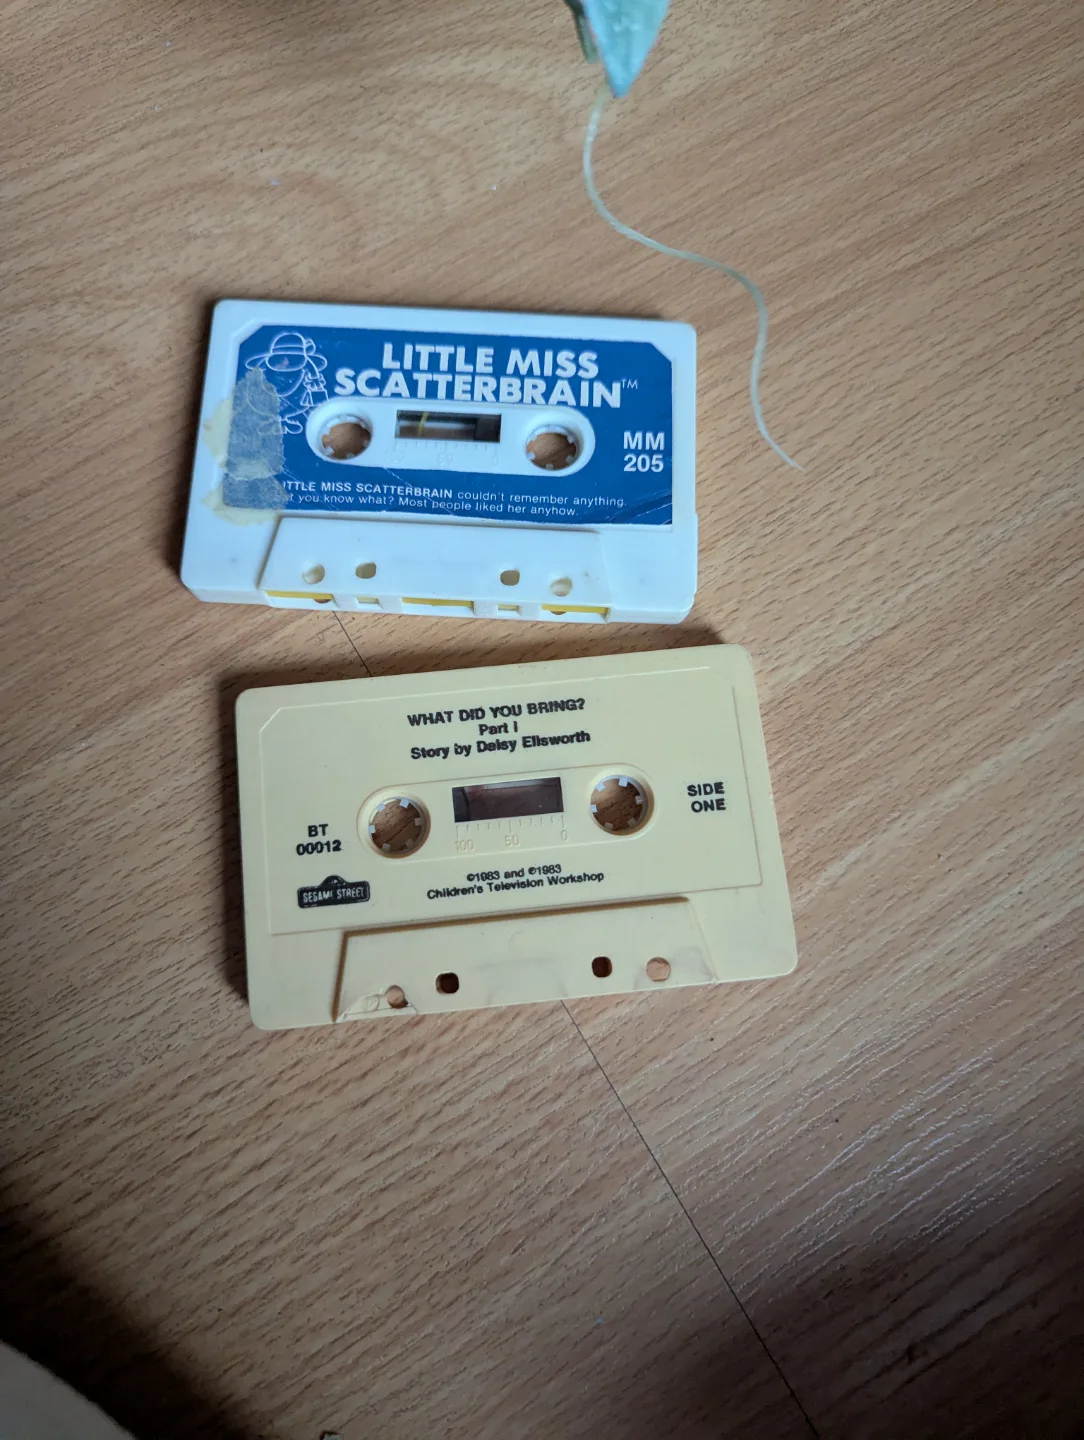 LITTLE MISS
SCATTERBRAIN™
MM
205
LITTLE MISS SCATTERBRAIN couldn't remember anything.
you know what? Most people liked her anyhow.
WHAT DID YOU BRING?
Part I
Story by Daisy Ellsworth
SIDE
ONE
BT
00012
100 50 0
SESAME STREET
©1983 and ℗1983
Children's Television Workshop